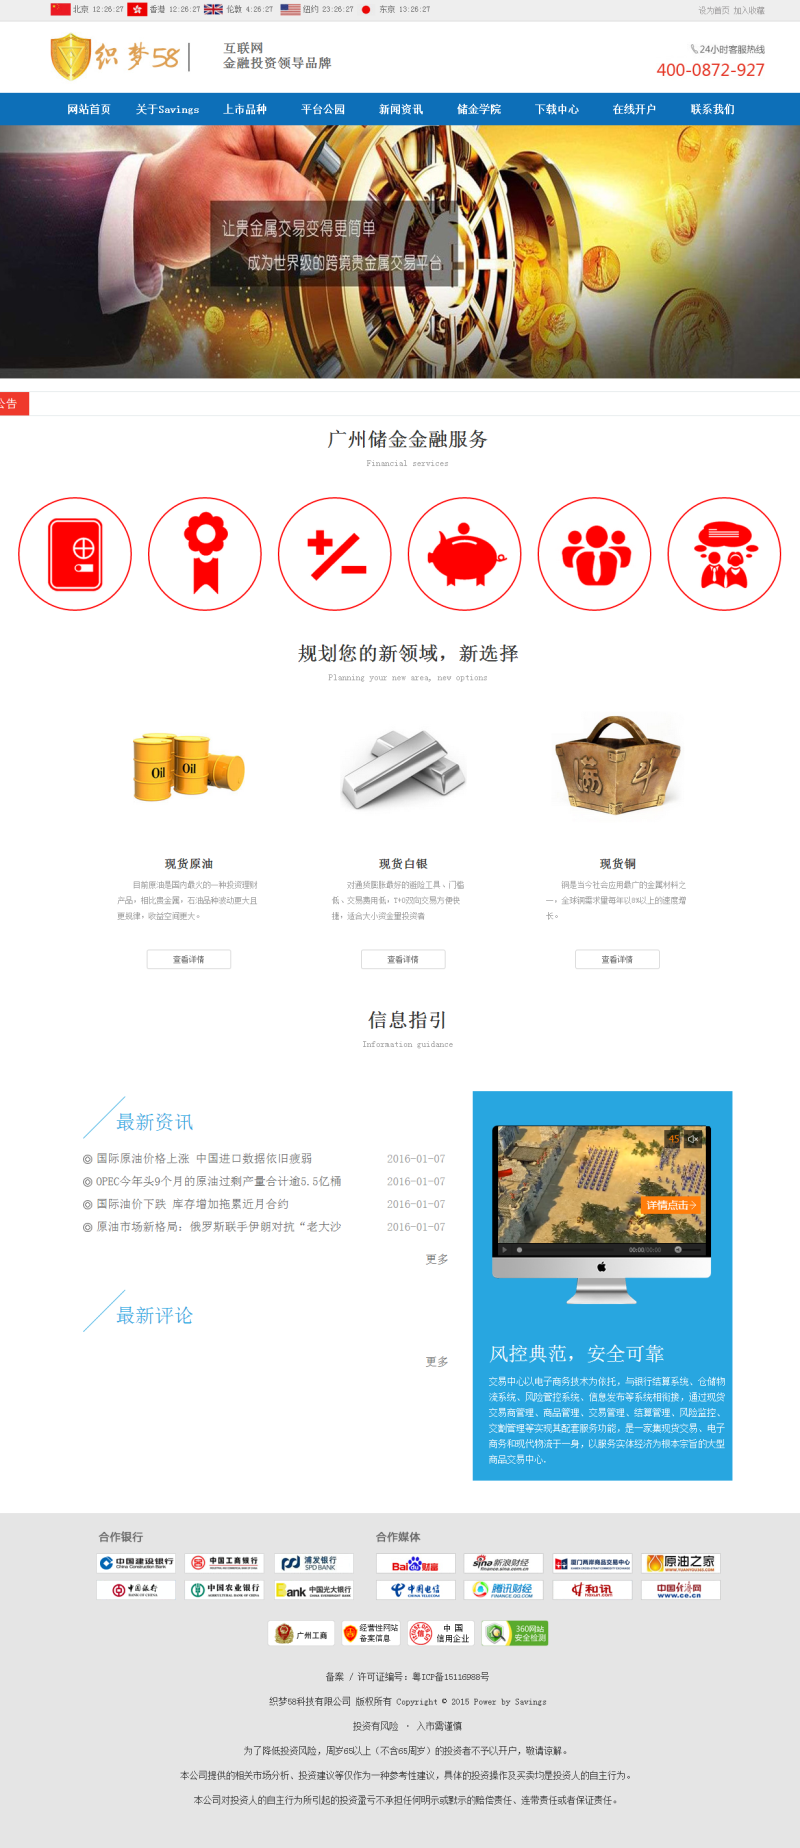 北京 12:26:27 香港 12:26:27 伦敦 4:26:27 纽约 23:26:27 东京 13:26:27
设为首页 加入收藏
织梦58
互联网
金融投资领导品牌
24小时客服热线
400-0872-927
网站首页 关于Savings 上市品种 平台公园 新闻资讯 储金学院 下载中心 在线开户 联系我们
让贵金属交易变得更简单
成为世界级的跨境贵金属交易平台
公告
广州储金金融服务
Financial services
规划您的新领域，新选择
Planning your new area, new options
Oil Oil
满 斗
现货原油 现货白银 现货铜
目前原油是国内最火的一种投资理财
产品，相比贵金属，石油品种波动更大且
更规律，收益空间更大。
对通货膨胀最好的避险工具、门槛
低、交易费用低，T+0双向交易方便快
捷，适合大小资金量投资者
铜是当今社会应用最广的金属材料之
一，全球铜需求量每年以8%以上的速度增
长。
查看详情 查看详情 查看详情
信息指引
Information guidance
最新资讯
国际原油价格上涨 中国进口数据依旧疲弱 2016-01-07
OPEC今年头9个月的原油过剩产量合计逾5.5亿桶 2016-01-07
国际油价下跌 库存增加拖累近月合约 2016-01-07
原油市场新格局：俄罗斯联手伊朗对抗“老大沙 2016-01-07
更多
最新评论
更多
45
详情点击>
00:00/00:00
风控典范，安全可靠
交易中心以电子商务技术为依托，与银行结算系统、仓储物
流系统、风险管控系统、信息发布等系统相衔接，通过现货
交易商管理、商品管理、交易管理、结算管理、风险监控、
交割管理等实现其配套服务功能，是一家集现货交易、电子
商务和现代物流于一身，以服务实体经济为根本宗旨的大型
商品交易中心.
合作银行 合作媒体
中国建设银行 China Construction Bank
中国工商银行
浦发银行 SPD BANK
Bai du 财富
sina 新浪财经 finance.sina.com.cn
厦门两岸商品交易中心
原油之家
中国银行 BANK OF CHINA
中国农业银行 AGRICULTURAL BANK OF CHINA
Bank 中国光大银行 CHINA EVERBRIGHT BANK
中国电信
腾讯财经 FINANCE.QQ.COM
和讯 hexun.com
中国经济网 www.ce.cn
广州工商
经营性网站
备案信息
中 国
信用企业
360网站
安全检测
备案 / 许可证编号：粤ICP备15116988号
织梦58科技有限公司 版权所有 Copyright © 2015 Power by Savings
投资有风险 · 入市需谨慎
为了降低投资风险，周岁65以上（不含65周岁）的投资者不予以开户，敬请谅解。
本公司提供的相关市场分析、投资建议等仅作为一种参考性建议，具体的投资操作及买卖均是投资人的自主行为。
本公司对投资人的自主行为所引起的投资盈亏不承担任何明示或默示的赔偿责任、连带责任或者保证责任。